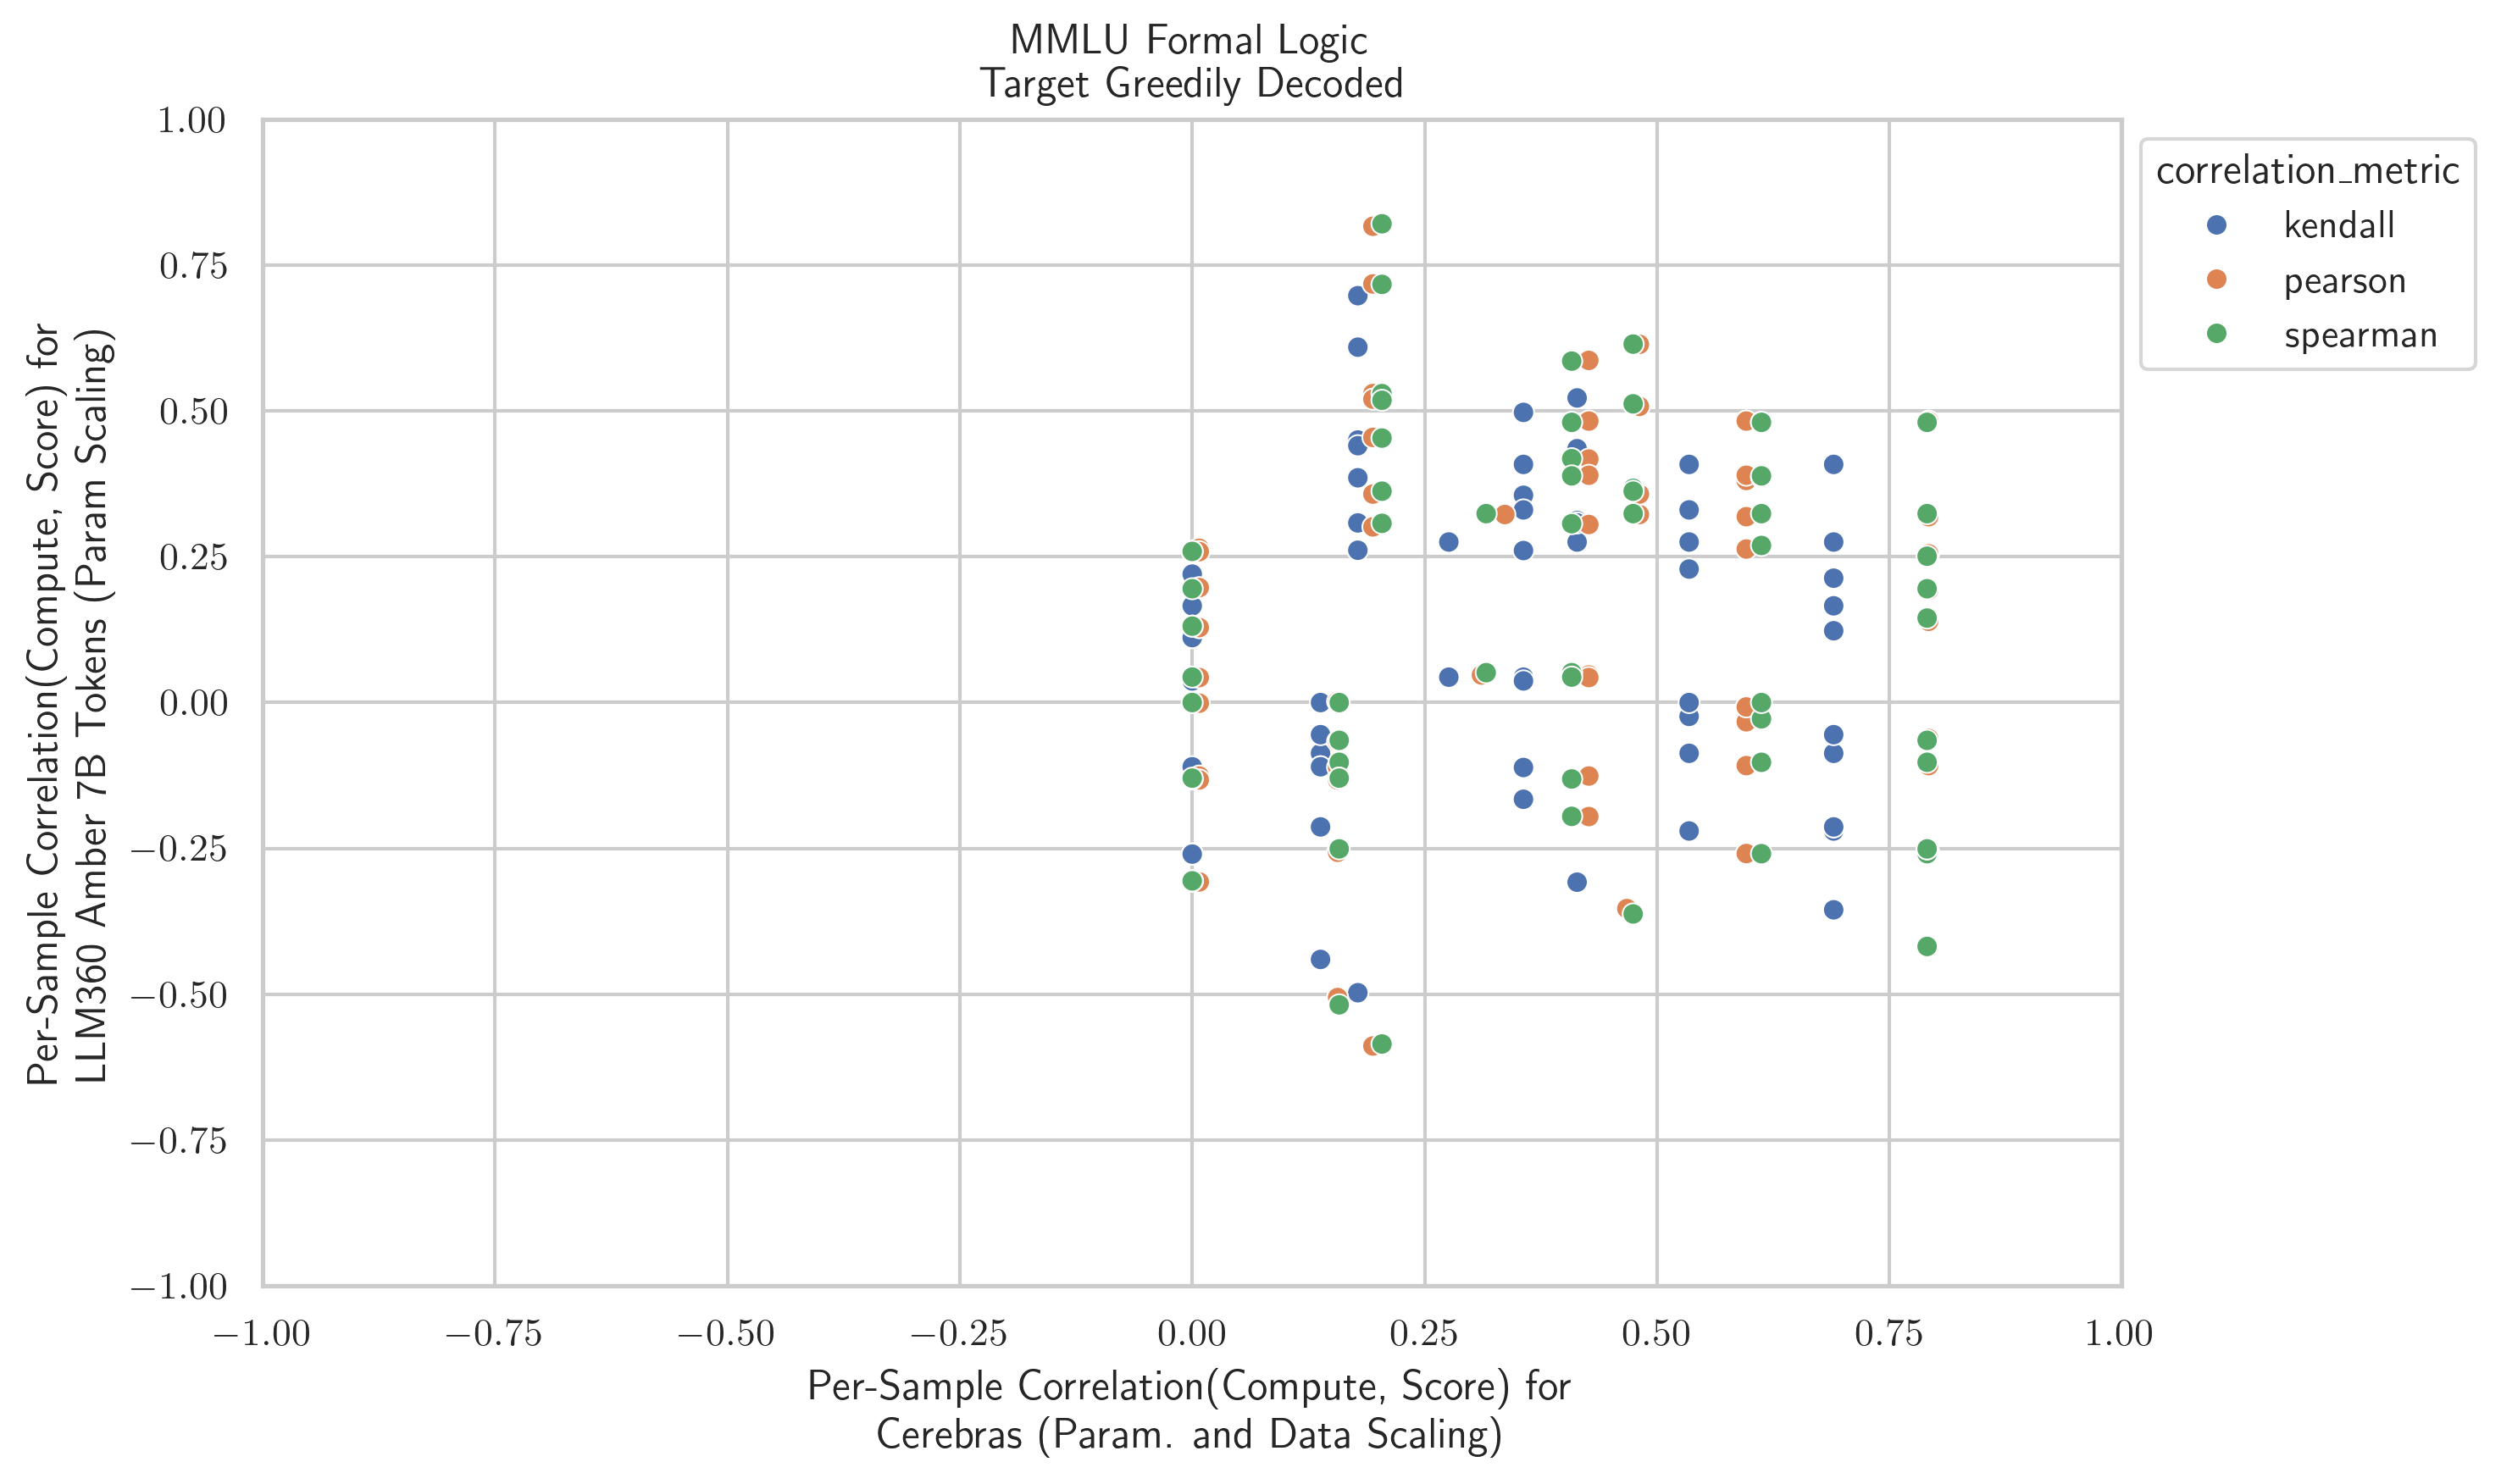 MMLU Formal Logic
Target Greedily Decoded
1.00
0.75
0.50
0.25
0.00
−0.25
−0.50
−0.75
−1.00
Per-Sample Correlation(Compute, Score) for
LLM360 Amber 7B Tokens (Param Scaling)
correlation_metric
kendall
pearson
spearman
−1.00
−0.75
−0.50
−0.25
0.00
0.25
0.50
0.75
1.00
Per-Sample Correlation(Compute, Score) for
Cerebras (Param. and Data Scaling)